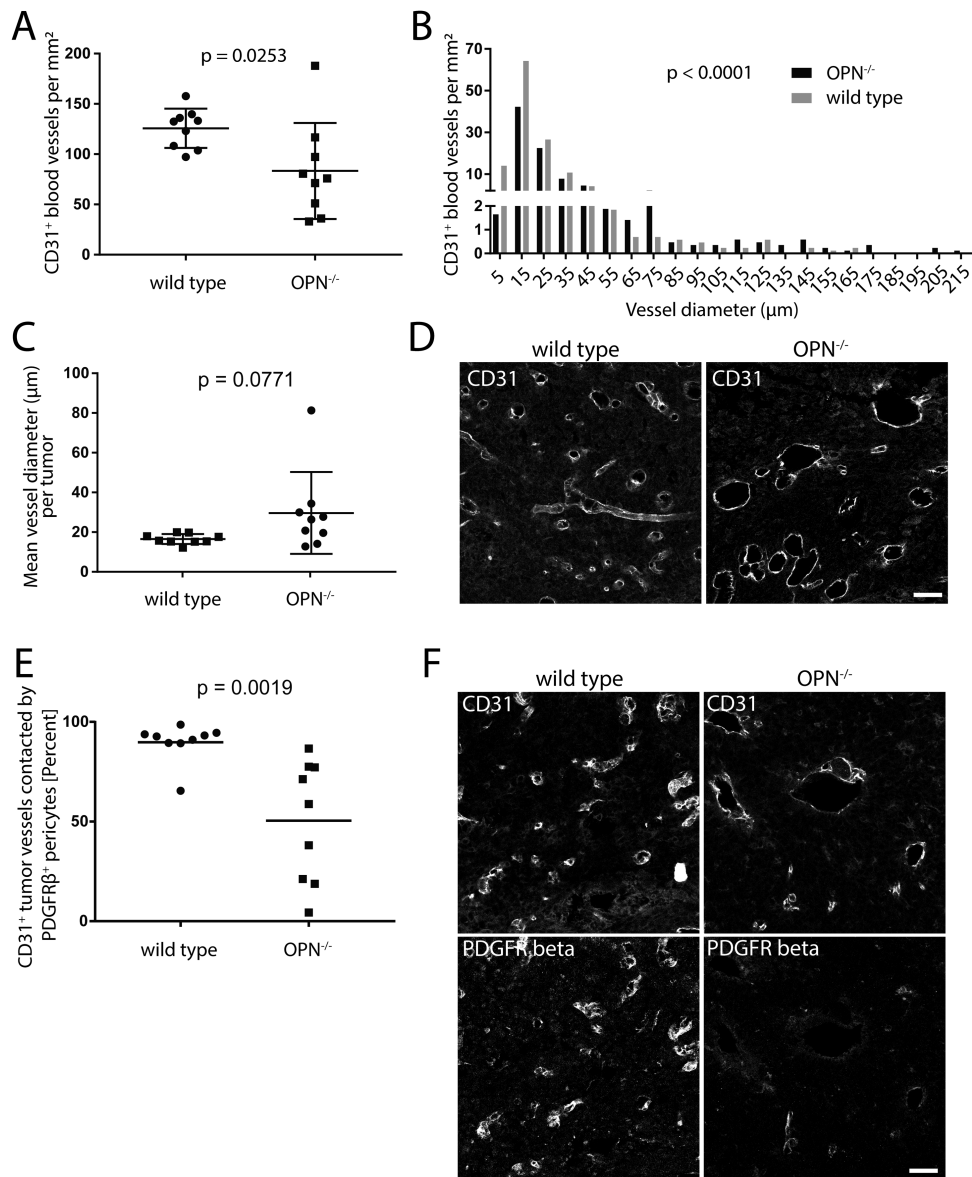 A
p = 0.0253
CD31⁺ blood vessels per mm²
200
150
100
50
0
wild type
OPN⁻/⁻
B
p < 0.0001
OPN⁻/⁻
wild type
CD31⁺ blood vessels per mm²
70
50
30
10
2
1
0
5 15 25 35 45 55 65 75 85 95 105 115 125 135 145 155 165 175 185 195 205 215
Vessel diameter (µm)
C
p = 0.0771
Mean vessel diameter (µm)
per tumor
100
80
60
40
20
0
wild type
OPN⁻/⁻
D
wild type
OPN⁻/⁻
CD31
CD31
E
p = 0.0019
CD31⁺ tumor vessels contacted by
PDGFRβ⁺ pericytes [Percent]
100
50
0
wild type
OPN⁻/⁻
F
wild type
OPN⁻/⁻
CD31
CD31
PDGFR beta
PDGFR beta